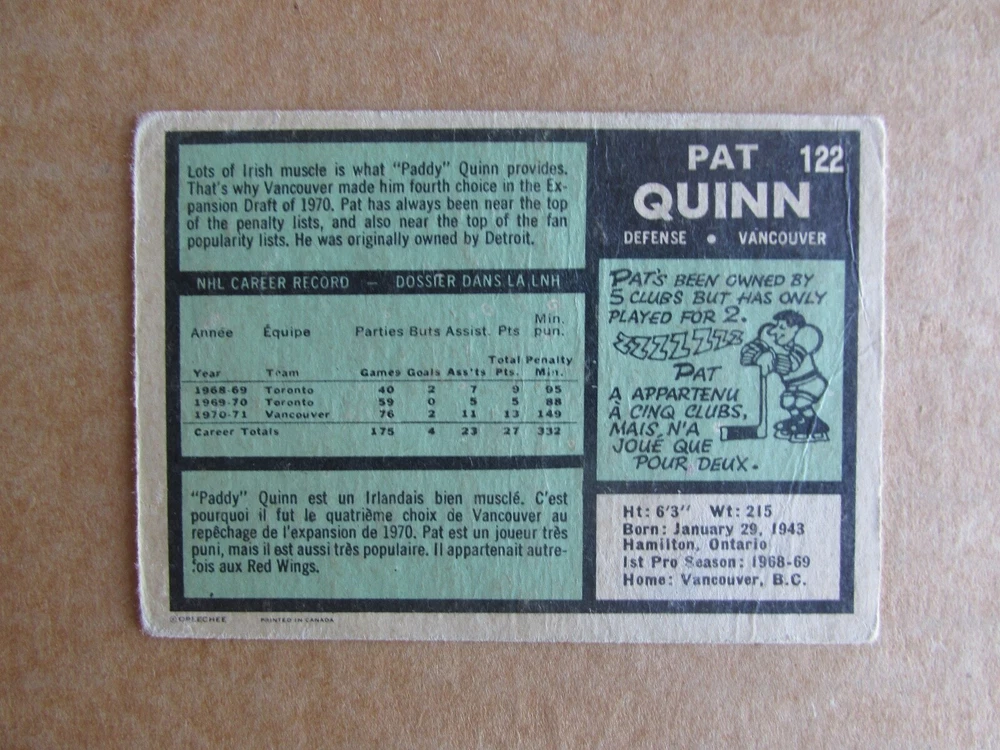 Lots of Irish muscle is what "Paddy" Quinn provides.
That's why Vancouver made him fourth choice in the Ex-
pansion Draft of 1970. Pat has always been near the top
of the penalty lists, and also near the top of the fan
popularity lists. He was originally owned by Detroit.
NHL CAREER RECORD — DOSSIER DANS LA LNH
Année Équipe Parties Buts Assist. Pts Min. pun.
Year Team Games Goals Ass'ts Total Pts. Penalty Min.
1968-69 Toronto 40 2 7 9 95
1969-70 Toronto 59 0 5 5 88
1970-71 Vancouver 76 2 11 13 149
Career Totals 175 4 23 27 332
"Paddy" Quinn est un Irlandais bien musclé. C'est
pourquoi il fut le quatrième choix de Vancouver au
repêchage de l'expansion de 1970. Pat est un joueur très
puni, mais il est aussi très populaire. Il appartenait autre-
fois aux Red Wings.
PRINTED IN CANADA
PAT 122
QUINN
DEFENSE • VANCOUVER
PAT'S BEEN OWNED BY
5 CLUBS BUT HAS ONLY
PLAYED FOR 2.
ZZZZZZZZ
PAT
A APPARTENU
À CINQ CLUBS,
MAIS N'A
JOUÉ QUE
POUR DEUX.
Ht: 6'3" Wt: 215
Born: January 29, 1943
Hamilton, Ontario
1st Pro Season: 1968-69
Home: Vancouver, B.C.